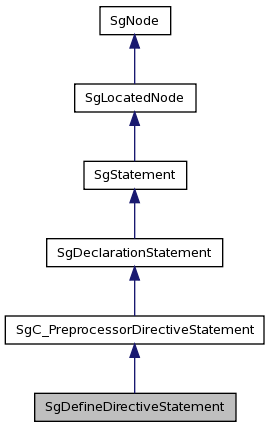 SgNode
SgLocatedNode
SgStatement
SgDeclarationStatement
SgC_PreprocessorDirectiveStatement
SgDefineDirectiveStatement